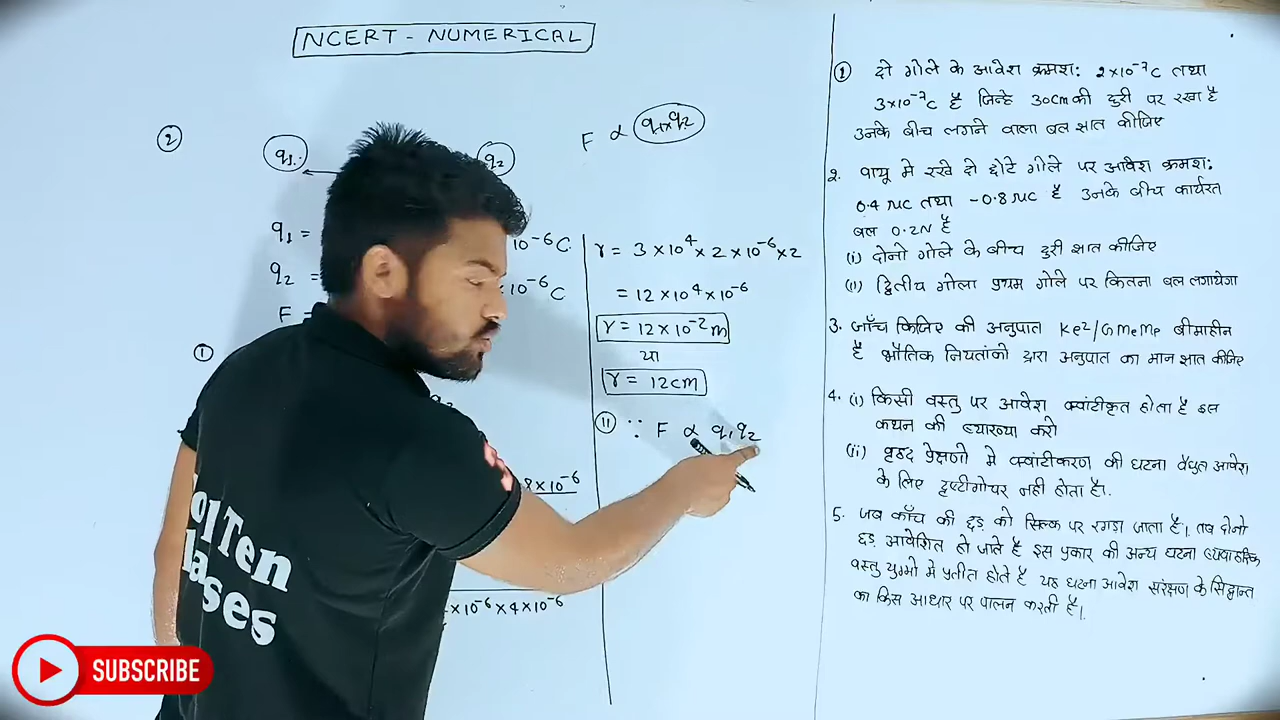 NCERT - NUMERICAL
②
q₁.
q₂
F ∝ q₁×q₂
q₁ =
10⁻⁶ C.
q₂ =
10⁻⁶ C
F =
①
8×10⁻⁶
×10⁻⁶ × 4×10⁻⁶
r = 3×10⁴ × 2×10⁻⁶ × 2
= 12×10⁴×10⁻⁶
r = 12×10⁻² m
या
r = 12cm
(ii) ∵ F ∝ q₁q₂
① दो गोले के आवेश क्रमश: 2×10⁻⁷C तथा
3×10⁻⁷C है जिन्हे 30cm की दुरी पर रखा है
उनके बीच लगने वाला बल ज्ञात कीजिए
2. वायू मे रखे दो छोटे गोले पर आवेश क्रमश:
0.4 μC तथा -0.8 μC है उनके बीच कार्यरत
बल 0.2N है
(i) दोनो गोले के बीच दुरी ज्ञात कीजिए
(ii) द्वितीय गोला प्रथम गोले पर कितना बल लगायेगा
3. जाँच किजिए की अनुपात Ke2/GMeMp बीमाहीन
है भौतिक नियतांको द्वारा अनुपात का मान ज्ञात कीजिए
4. (i) किसी वस्तु पर आवेश क्वांटीकृत होता है इस
कथन की व्याख्या करो
(ii) वृहद प्रेक्षणो मे क्वांटीकरण की घटना वैधुत आवेश
के लिए दृष्टीगोचर नही होता है।.
5. जब काँच की छड़ को सिल्क पर रगडा जाता है। तब दोनो
छड़ आवेशित हो जाते है इस प्रकार की अन्य घटना
वस्तु युग्मो मे प्रतीत होते है यह घटना आवेश संरक्षण के सिद्वान्त
का किस आधार पर पालन करती है।.
Ten
SUBSCRIBE